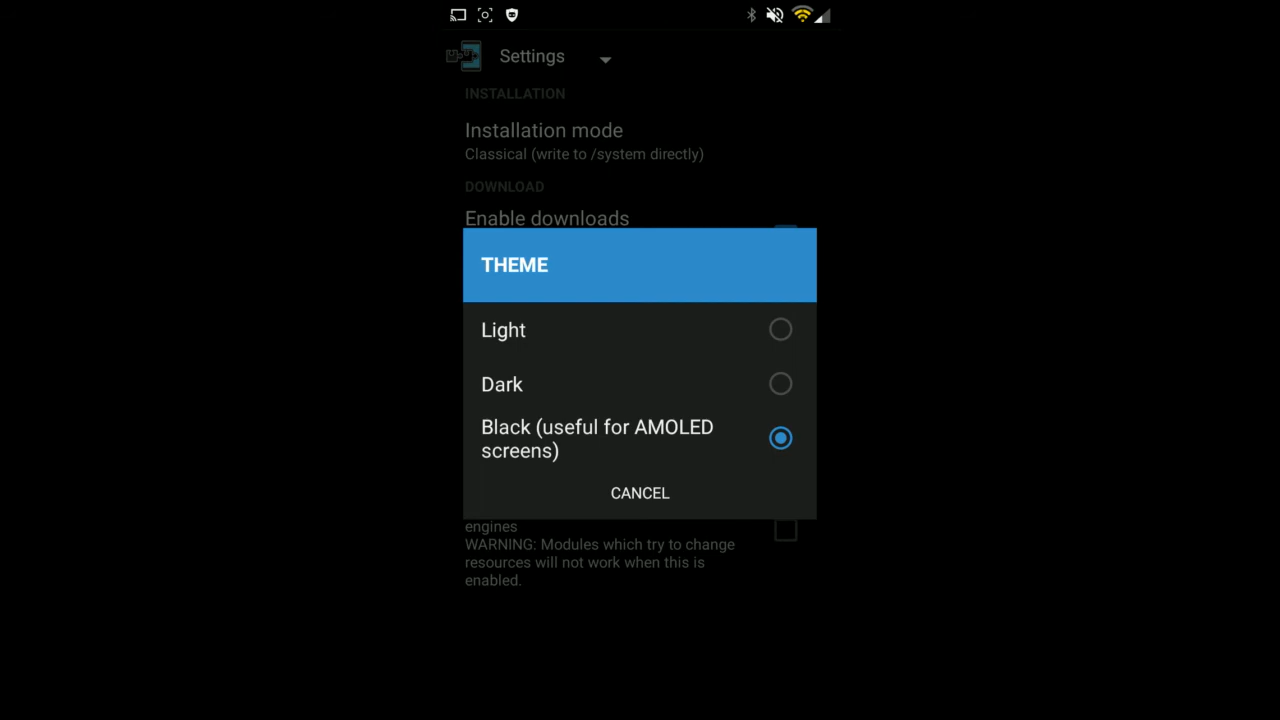 Settings
INSTALLATION
Installation mode
Classical (write to /system directly)
DOWNLOAD
Enable downloads
THEME
Light
Dark
Black (useful for AMOLED
screens)
CANCEL
engines
WARNING: Modules which try to change
resources will not work when this is
enabled.